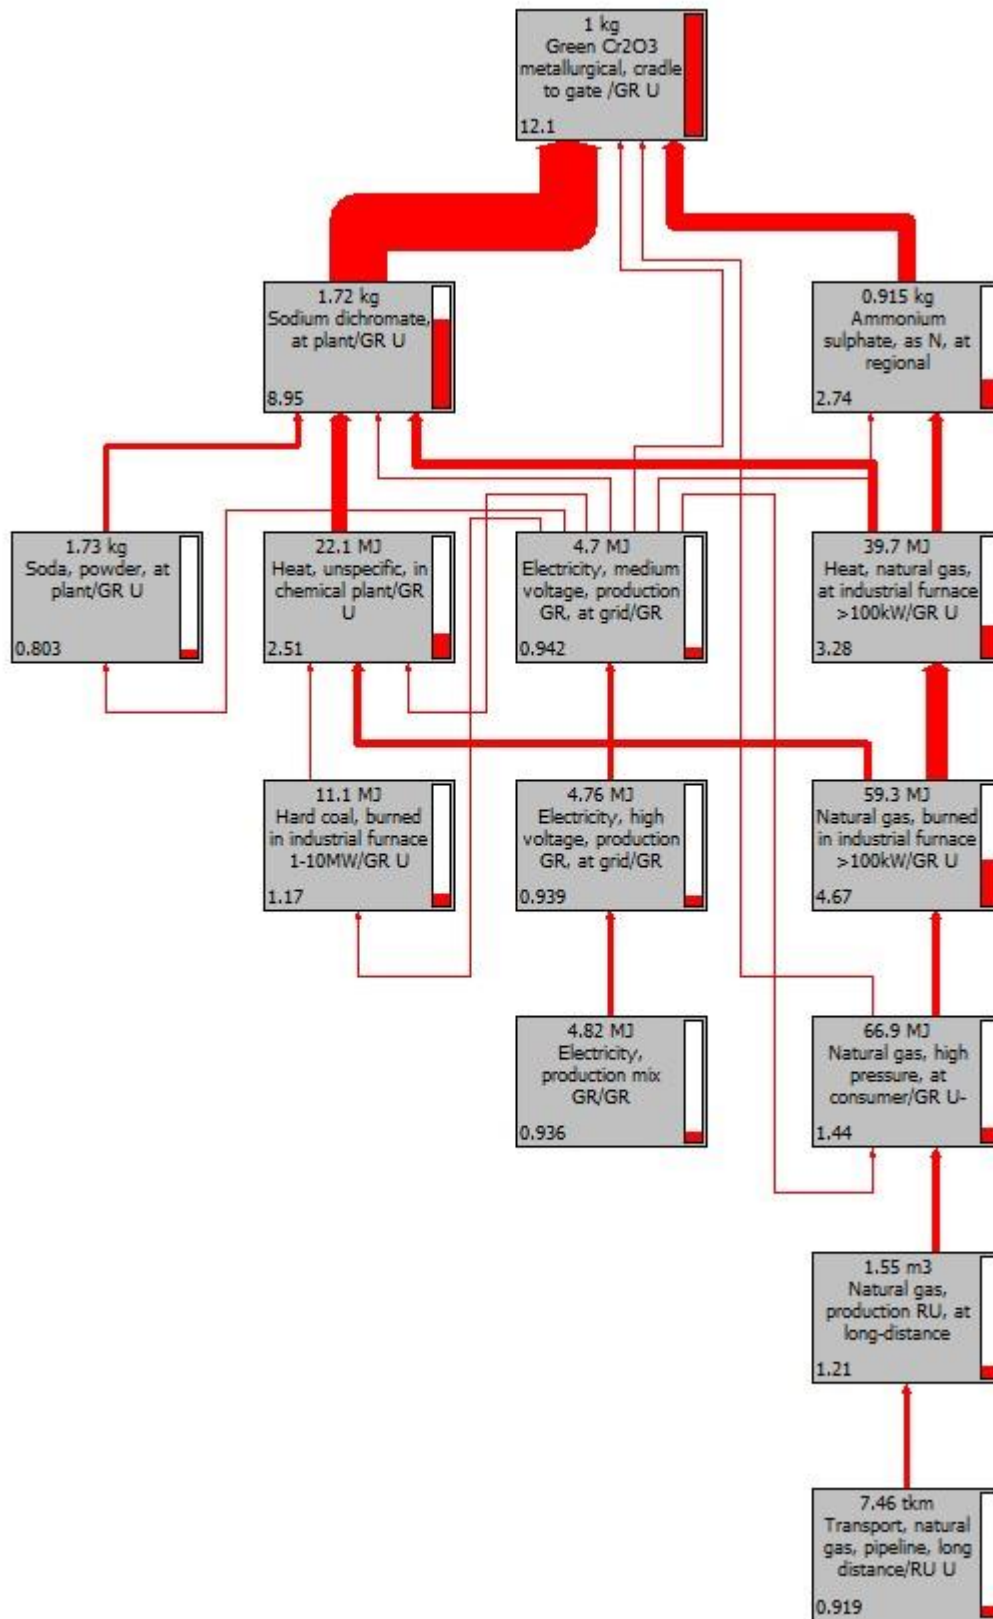 1 kg
Green Cr2O3
metallurgical, cradle
to gate /GR U
12.1
1.72 kg
Sodium dichromate,
at plant/GR U
8.95
0.915 kg
Ammonium
sulphate, as N, at
regional
2.74
1.73 kg
Soda, powder, at
plant/GR U
0.803
22.1 MJ
Heat, unspecific, in
chemical plant/GR
U
2.51
4.7 MJ
Electricity, medium
voltage, production
GR, at grid/GR
0.942
39.7 MJ
Heat, natural gas,
at industrial furnace
>100kW/GR U
3.28
11.1 MJ
Hard coal, burned
in industrial furnace
1-10MW/GR U
1.17
4.76 MJ
Electricity, high
voltage, production
GR, at grid/GR
0.939
59.3 MJ
Natural gas, burned
in industrial furnace
>100kW/GR U
4.67
4.82 MJ
Electricity,
production mix
GR/GR
0.936
66.9 MJ
Natural gas, high
pressure, at
consumer/GR U-
1.44
1.55 m3
Natural gas,
production RU, at
long-distance
1.21
7.46 tkm
Transport, natural
gas, pipeline, long
distance/RU U
0.919